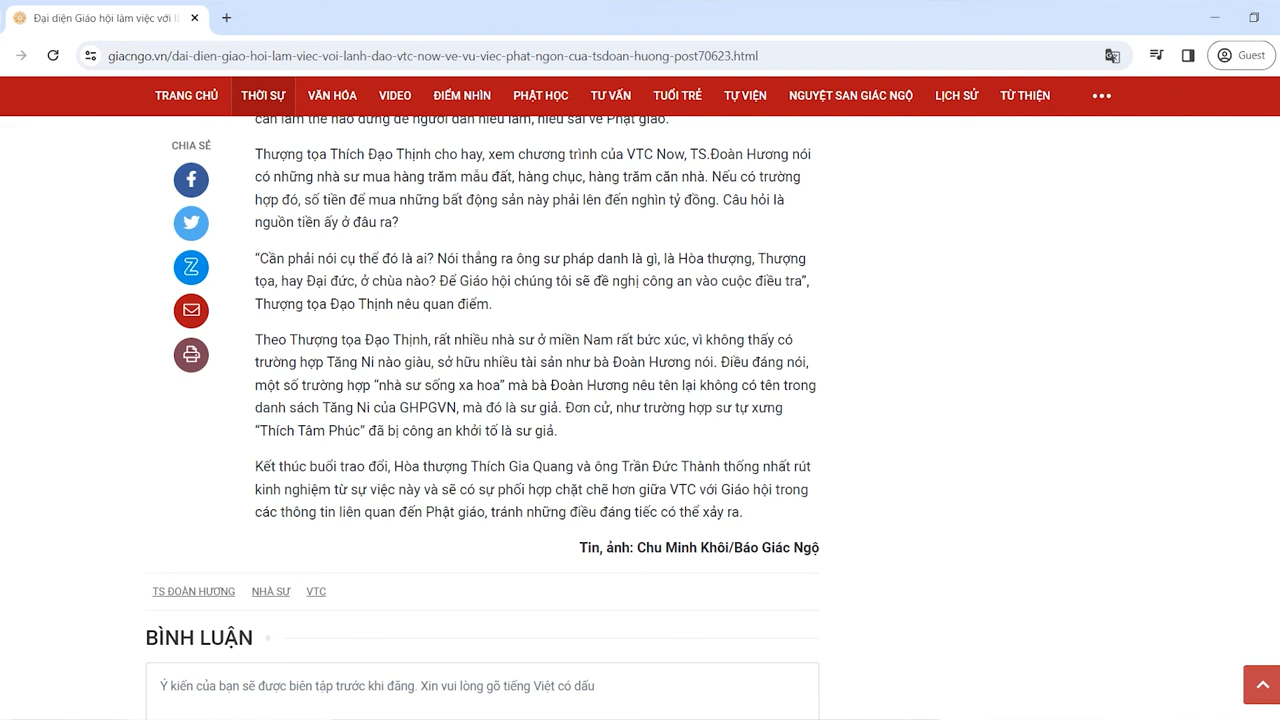 Đại diện Giáo hội làm việc với l
giacngo.vn/dai-dien-giao-hoi-lam-viec-voi-lanh-dao-vtc-now-ve-vu-viec-phat-ngon-cua-tsdoan-huong-post70623.html
Guest
TRANG CHỦ THỜI SỰ VĂN HÓA VIDEO ĐIỂM NHÌN PHẬT HỌC TƯ VẤN TUỔI TRẺ TỰ VIỆN NGUYỆT SAN GIÁC NGỘ LỊCH SỬ TỪ THIỆN
cần làm thế nào đừng để người dân hiểu lầm, hiểu sai về Phật giáo.
CHIA SẺ
Thượng tọa Thích Đạo Thịnh cho hay, xem chương trình của VTC Now, TS.Đoàn Hương nói
có những nhà sư mua hàng trăm mẫu đất, hàng chục, hàng trăm căn nhà. Nếu có trường
hợp đó, số tiền để mua những bất động sản này phải lên đến nghìn tỷ đồng. Câu hỏi là
nguồn tiền ấy ở đâu ra?
“Cần phải nói cụ thể đó là ai? Nói thẳng ra ông sư pháp danh là gì, là Hòa thượng, Thượng
tọa, hay Đại đức, ở chùa nào? Để Giáo hội chúng tôi sẽ đề nghị công an vào cuộc điều tra”,
Thượng tọa Đạo Thịnh nêu quan điểm.
Theo Thượng tọa Đạo Thịnh, rất nhiều nhà sư ở miền Nam rất bức xúc, vì không thấy có
trường hợp Tăng Ni nào giàu, sở hữu nhiều tài sản như bà Đoàn Hương nói. Điều đáng nói,
một số trường hợp “nhà sư sống xa hoa” mà bà Đoàn Hương nêu tên lại không có tên trong
danh sách Tăng Ni của GHPGVN, mà đó là sư giả. Đơn cử, như trường hợp sư tự xưng
“Thích Tâm Phúc” đã bị công an khởi tố là sư giả.
Kết thúc buổi trao đổi, Hòa thượng Thích Gia Quang và ông Trần Đức Thành thống nhất rút
kinh nghiệm từ sự việc này và sẽ có sự phối hợp chặt chẽ hơn giữa VTC với Giáo hội trong
các thông tin liên quan đến Phật giáo, tránh những điều đáng tiếc có thể xảy ra.
Tin, ảnh: Chu Minh Khôi/Báo Giác Ngộ
TS ĐOÀN HƯƠNG NHÀ SƯ VTC
BÌNH LUẬN
Ý kiến của bạn sẽ được biên tập trước khi đăng. Xin vui lòng gõ tiếng Việt có dấu